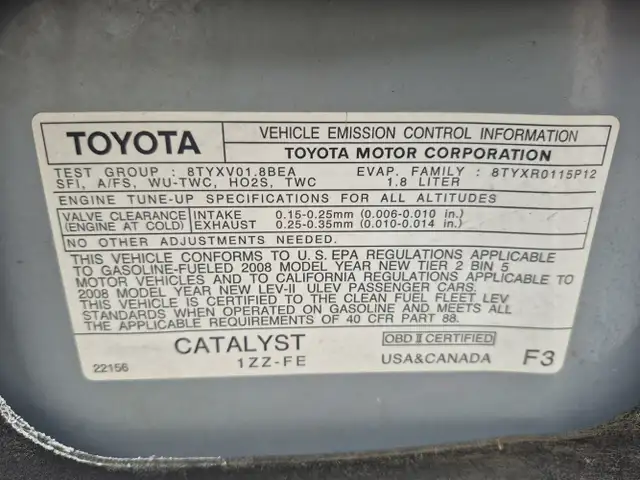 TOYOTA
VEHICLE EMISSION CONTROL INFORMATION
TOYOTA MOTOR CORPORATION
TEST GROUP : 8TYXV01.8BEA EVAP. FAMILY : 8TYXR0115P12
SFI, A/FS, WU-TWC, HO2S, TWC 1.8 LITER
ENGINE TUNE-UP SPECIFICATIONS FOR ALL ALTITUDES
VALVE CLEARANCE INTAKE 0.15-0.25mm (0.006-0.010 in.)
(ENGINE AT COLD) EXHAUST 0.25-0.35mm (0.010-0.014 in.)
NO OTHER ADJUSTMENTS NEEDED.
THIS VEHICLE CONFORMS TO U.S.EPA REGULATIONS APPLICABLE
TO GASOLINE-FUELED 2008 MODEL YEAR NEW TIER 2 BIN 5
MOTOR VEHICLES AND TO CALIFORNIA REGULATIONS APPLICABLE TO
2008 MODEL YEAR NEW LEV-II ULEV PASSENGER CARS.
THIS VEHICLE IS CERTIFIED TO THE CLEAN FUEL FLEET LEV
STANDARDS WHEN OPERATED ON GASOLINE AND MEETS ALL
THE APPLICABLE REQUIREMENTS OF 40 CFR PART 88.
CATALYST OBD II CERTIFIED
22156 1ZZ-FE USA&CANADA F3